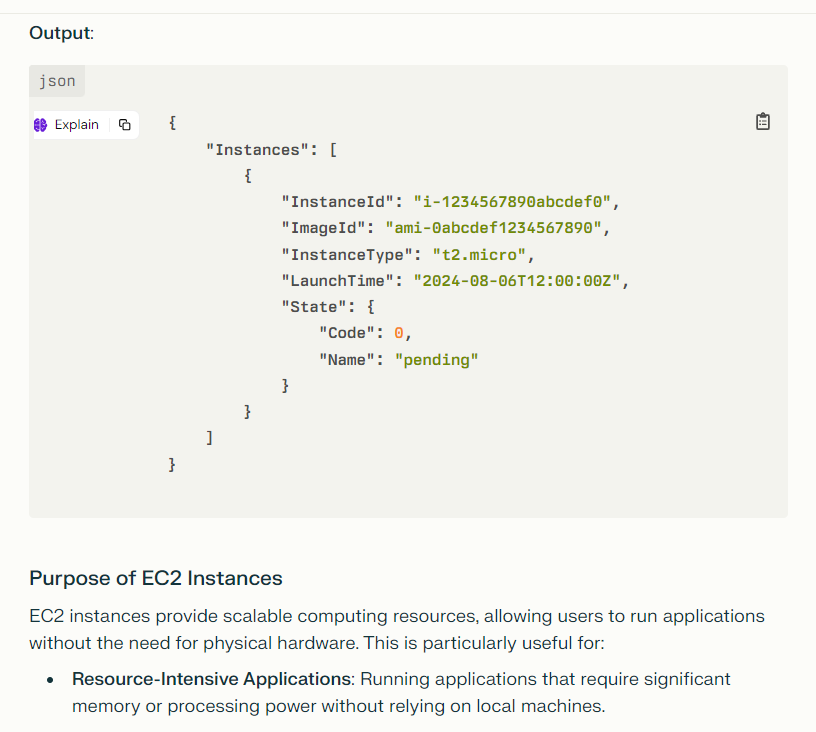 Output:
json
Explain
{
    "Instances": [
        {
            "InstanceId": "i-1234567890abcdef0",
            "ImageId": "ami-0abcdef1234567890",
            "InstanceType": "t2.micro",
            "LaunchTime": "2024-08-06T12:00:00Z",
            "State": {
                "Code": 0,
                "Name": "pending"
            }
        }
    ]
}
Purpose of EC2 Instances
EC2 instances provide scalable computing resources, allowing users to run applications
without the need for physical hardware. This is particularly useful for:
• Resource-Intensive Applications: Running applications that require significant
memory or processing power without relying on local machines.